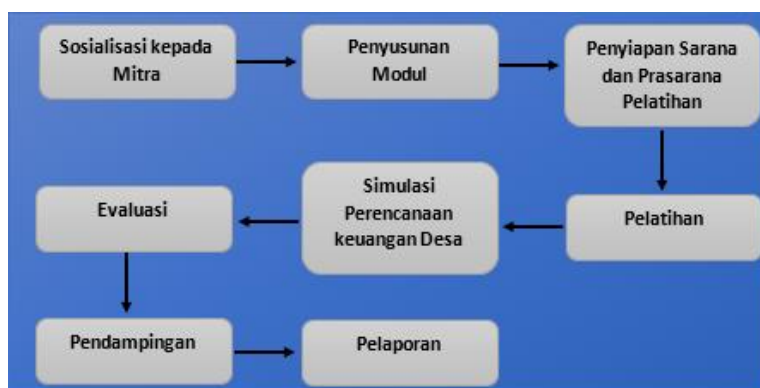 Sosialisasi kepada
Mitra
Penyusunan
Modul
Penyiapan Sarana
dan Prasarana
Pelatihan
Pelatihan
Simulasi
Perencanaan
keuangan Desa
Evaluasi
Pendampingan
Pelaporan